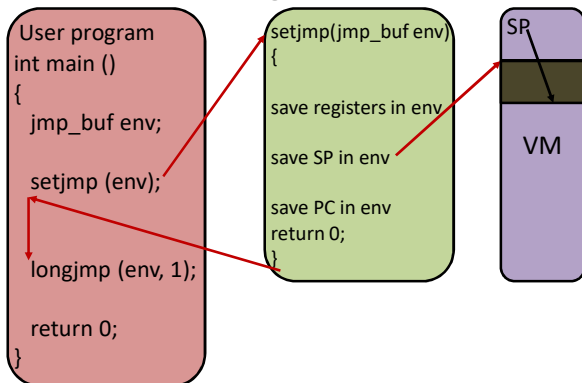 User program
int main ()
{
jmp_buf env;
setjmp (env);
longjmp (env, 1);
return 0;
}
setjmp(jmp_buf env)
{
save registers in env
save SP in env
save PC in env
return 0;
}
SP
VM